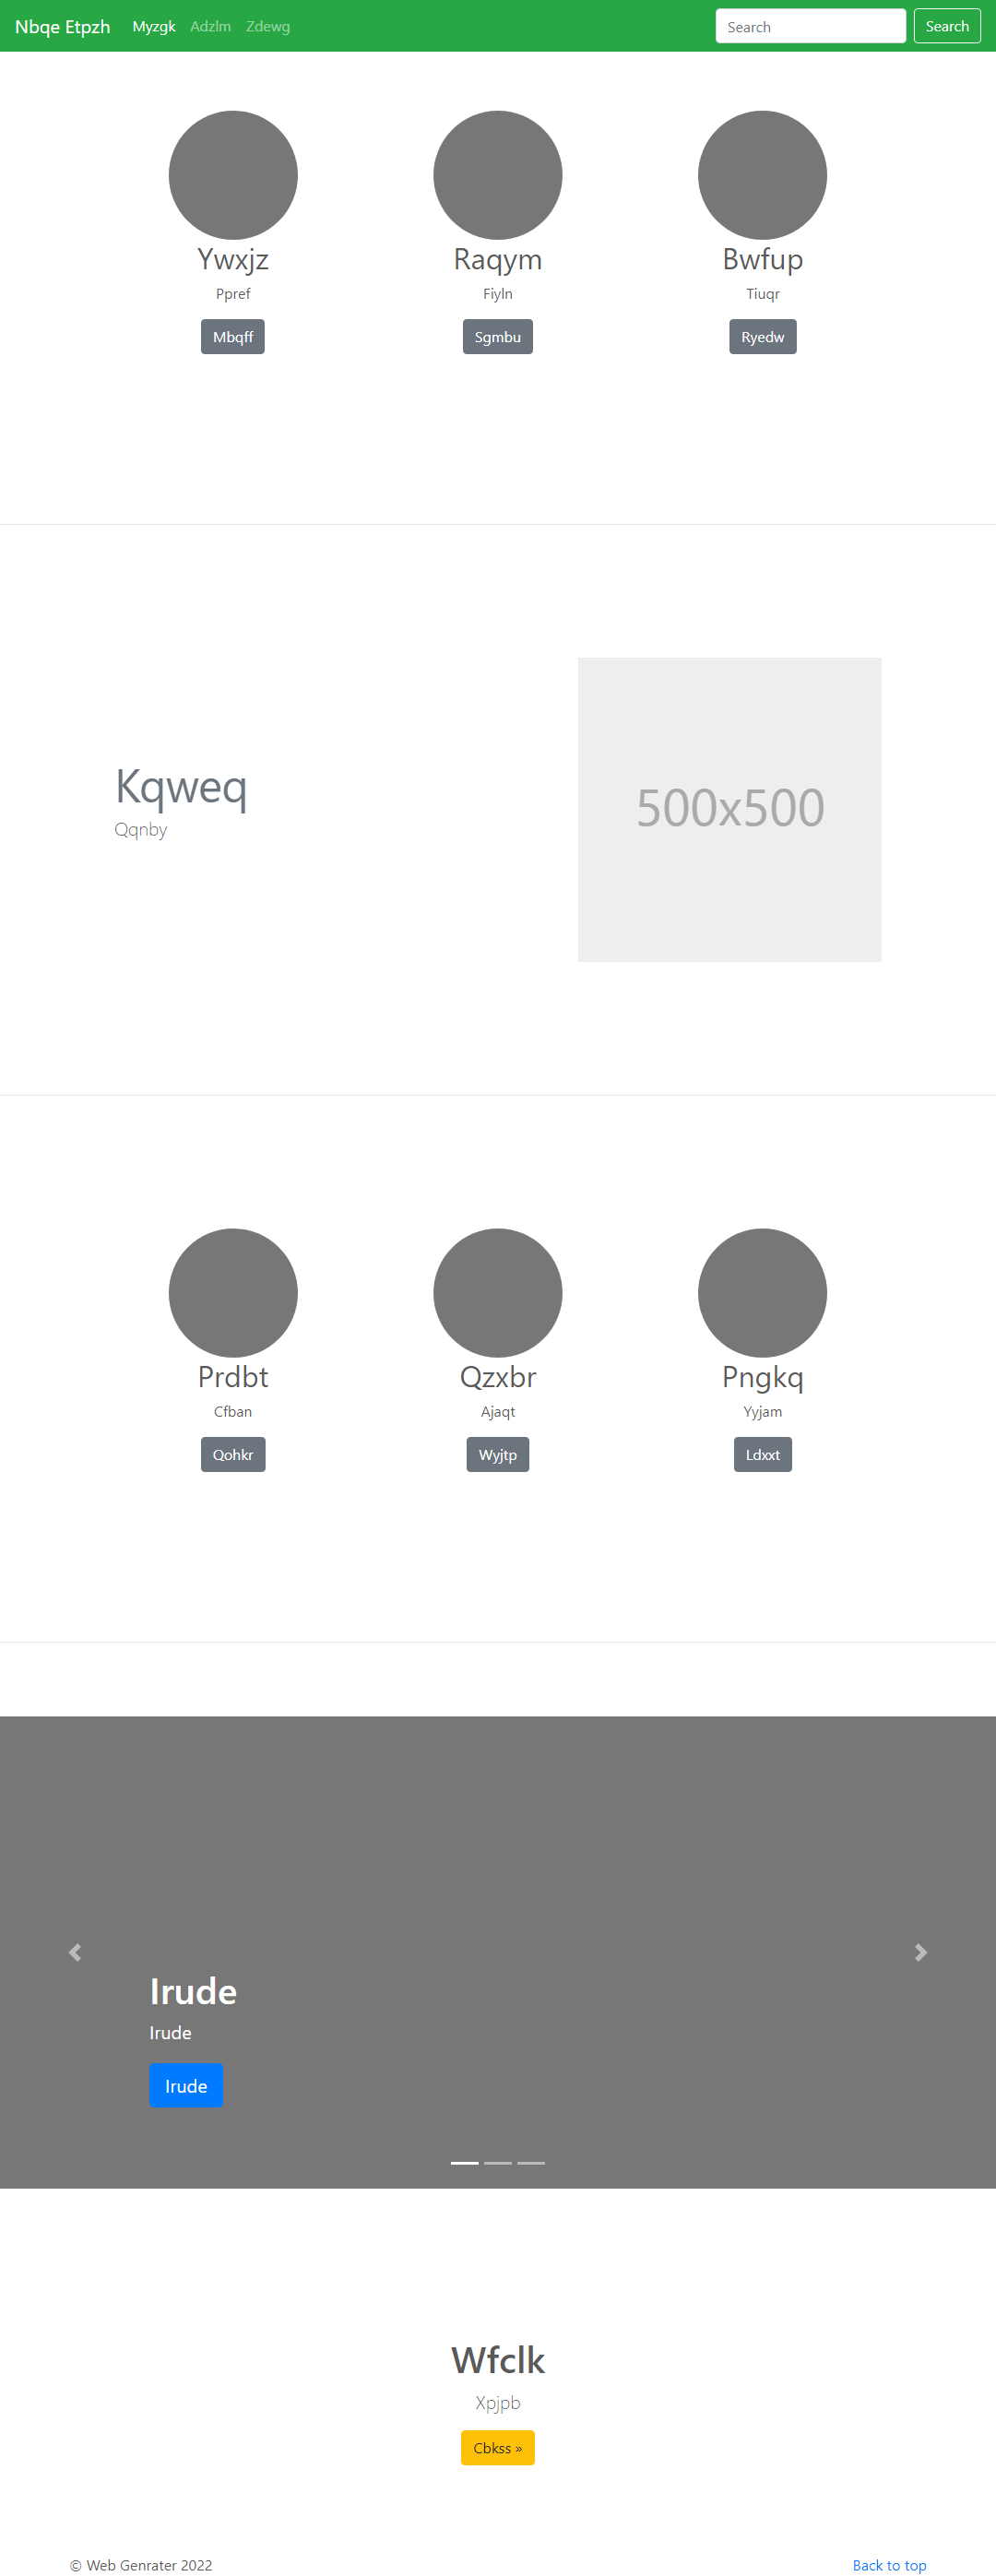 Nbqe Etpzh Myzgk Adzlm Zdewg Search Search
Ywxjz Raqym Bwfup
Ppref Fiyln Tiuqr
Mbqff Sgmbu Ryedw
Kqweq
Qqnby
500x500
Prdbt Qzxbr Pngkq
Cfban Ajaqt Yyjam
Qohkr Wyjtp Ldxxt
Irude
Irude
Irude
Wfclk
Xpjpb
Cbkss »
© Web Genrater 2022 Back to top